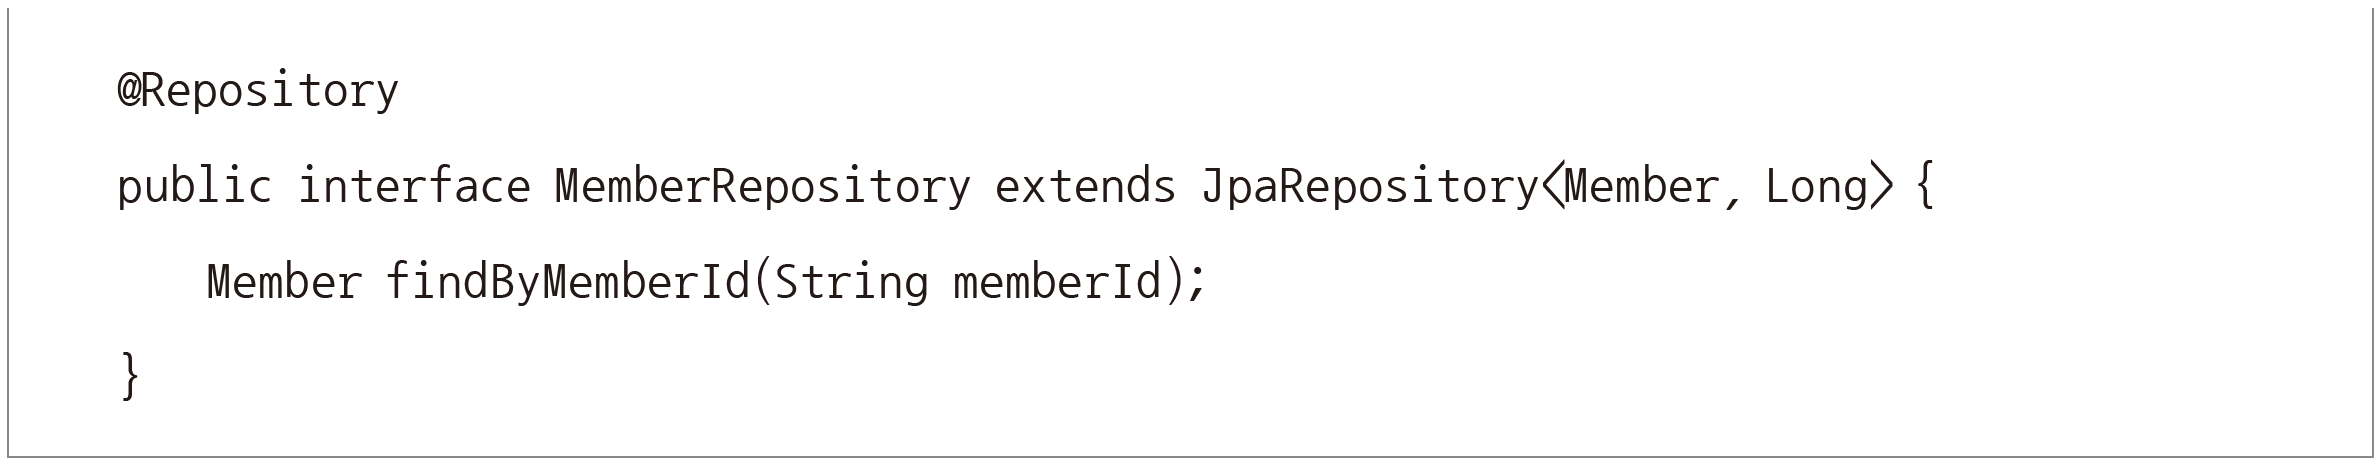 @Repository
public interface MemberRepository extends JpaRepository<Member, Long> {
    Member findByMemberId(String memberId);
}